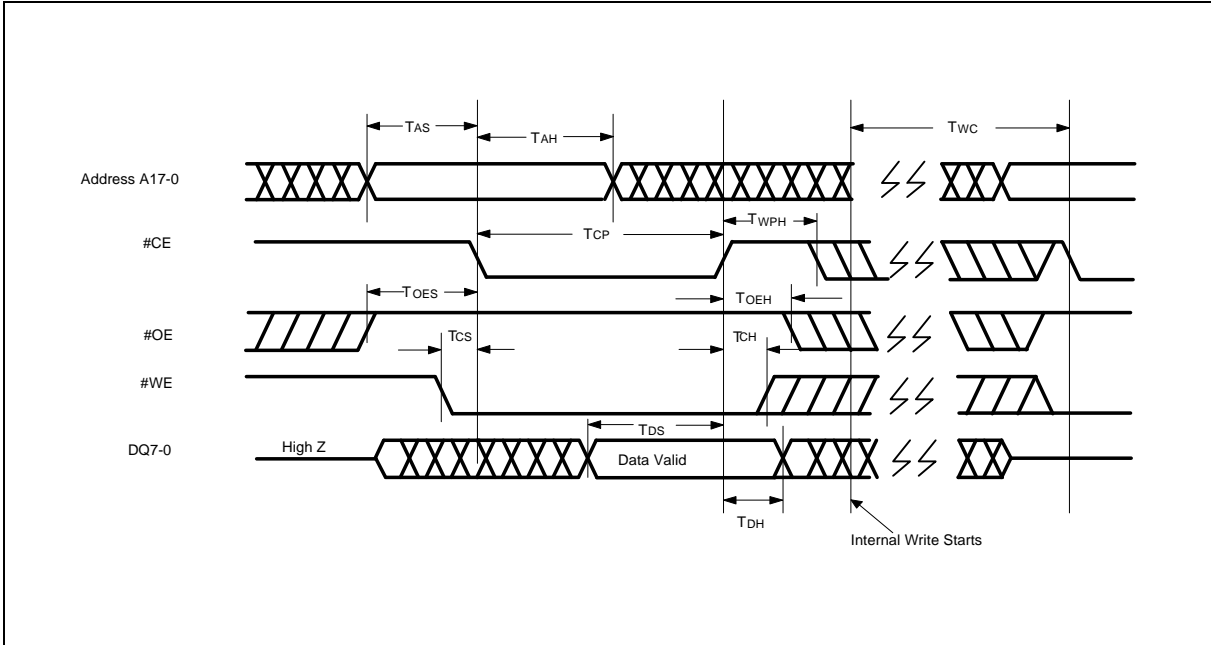 TAS
TAH
TWC
Address A17-0
TWPH
#CE
TCP
TOES
TOEH
#OE
TCS
TCH
#WE
TDS
DQ7-0
High Z
Data Valid
TDH
Internal Write Starts